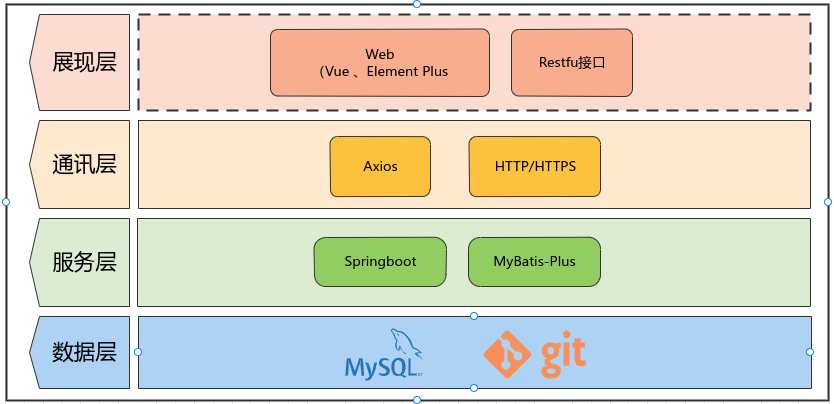 展现层
Web
（Vue 、Element Plus
Restfu接口
通讯层
Axios
HTTP/HTTPS
服务层
Springboot
MyBatis-Plus
数据层
MySQL
git